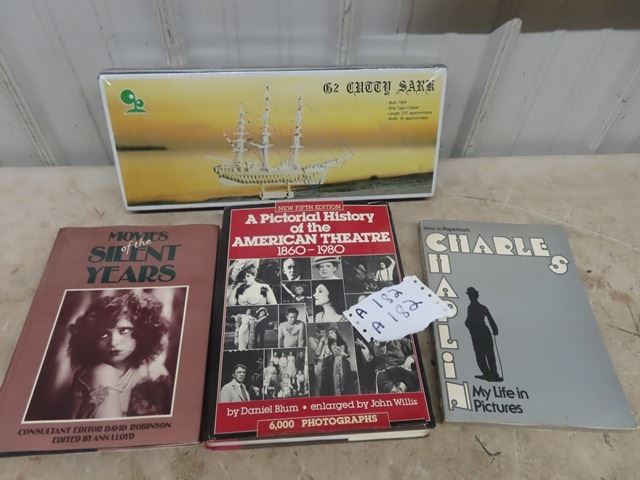 G2 CUTTY SARK
MOVIES
of the
SILENT
YEARS
CONSULTANT EDITOR DAVID ROBINSON
EDITED BY ANN LLOYD
NEW FIFTH EDITION
A Pictorial History
of the
AMERICAN THEATRE
1860-1980
A 182
A 182
by Daniel Blum • enlarged by John Willis
6,000 PHOTOGRAPHS
Now in Paperback
CHARLES
CHAPLIN
My Life in
Pictures